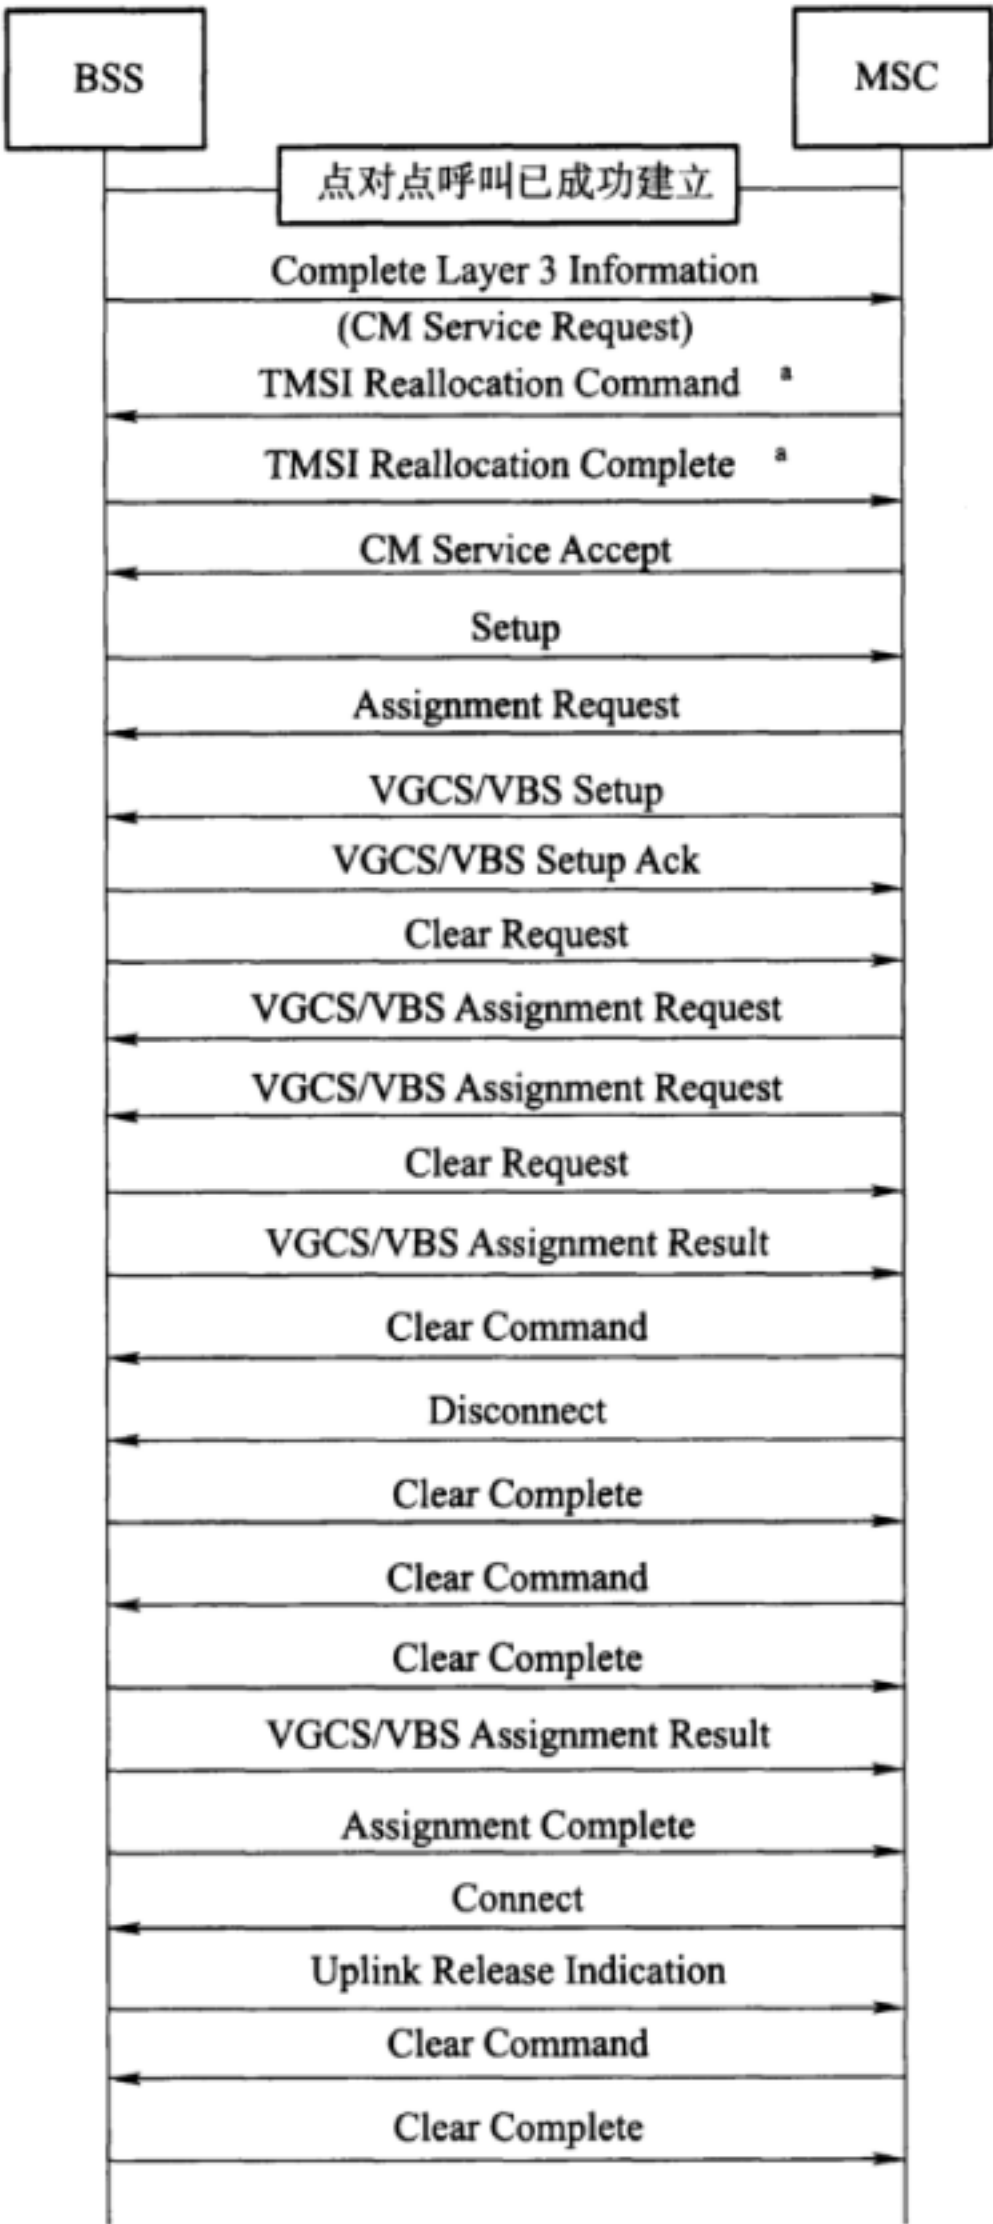 BSS
MSC
点对点呼叫已成功建立
Complete Layer 3 Information
(CM Service Request)
TMSI Reallocation Command a
TMSI Reallocation Complete a
CM Service Accept
Setup
Assignment Request
VGCS/VBS Setup
VGCS/VBS Setup Ack
Clear Request
VGCS/VBS Assignment Request
VGCS/VBS Assignment Request
Clear Request
VGCS/VBS Assignment Result
Clear Command
Disconnect
Clear Complete
Clear Command
Clear Complete
VGCS/VBS Assignment Result
Assignment Complete
Connect
Uplink Release Indication
Clear Command
Clear Complete